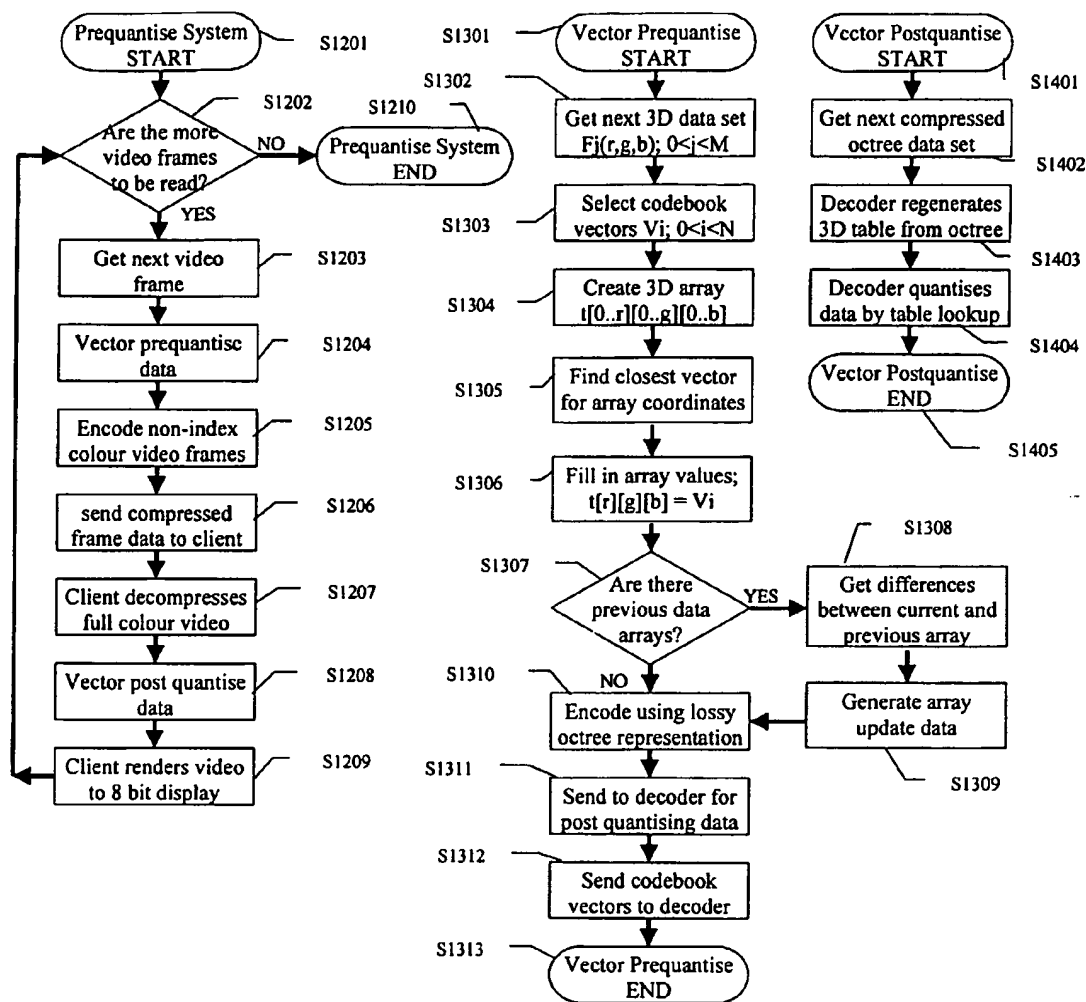 Prequantise System
START
S1201
S1202
Are the more
video frames
to be read?
NO
S1210
Prequantise System
END
YES
Get next video
frame
S1203
Vector prequantise
data
S1204
Encode non-index
colour video frames
S1205
send compressed
frame data to client
S1206
Client decompresses
full colour video
S1207
Vector post quantise
data
S1208
Client renders video
to 8 bit display
S1209
S1301
Vector Prequantise
START
S1302
Get next 3D data set
Fj(r,g,b); 0<j<M
S1303
Select codebook
vectors Vi; 0<i<N
S1304
Create 3D array
t[0..r][0..g][0..b]
S1305
Find closest vector
for array coordinates
S1306
Fill in array values;
t[r][g][b] = Vi
S1307
Are there
previous data
arrays?
YES
S1308
Get differences
between current and
previous array
Generate array
update data
S1309
NO
S1310
Encode using lossy
octree representation
S1311
Send to decoder for
post quantising data
S1312
Send codebook
vectors to decoder
S1313
Vector Prequantise
END
Vector Postquantise
START
S1401
Get next compressed
octree data set
S1402
Decoder regenerates
3D table from octree
S1403
Decoder quantises
data by table lookup
S1404
Vector Postquantise
END
S1405